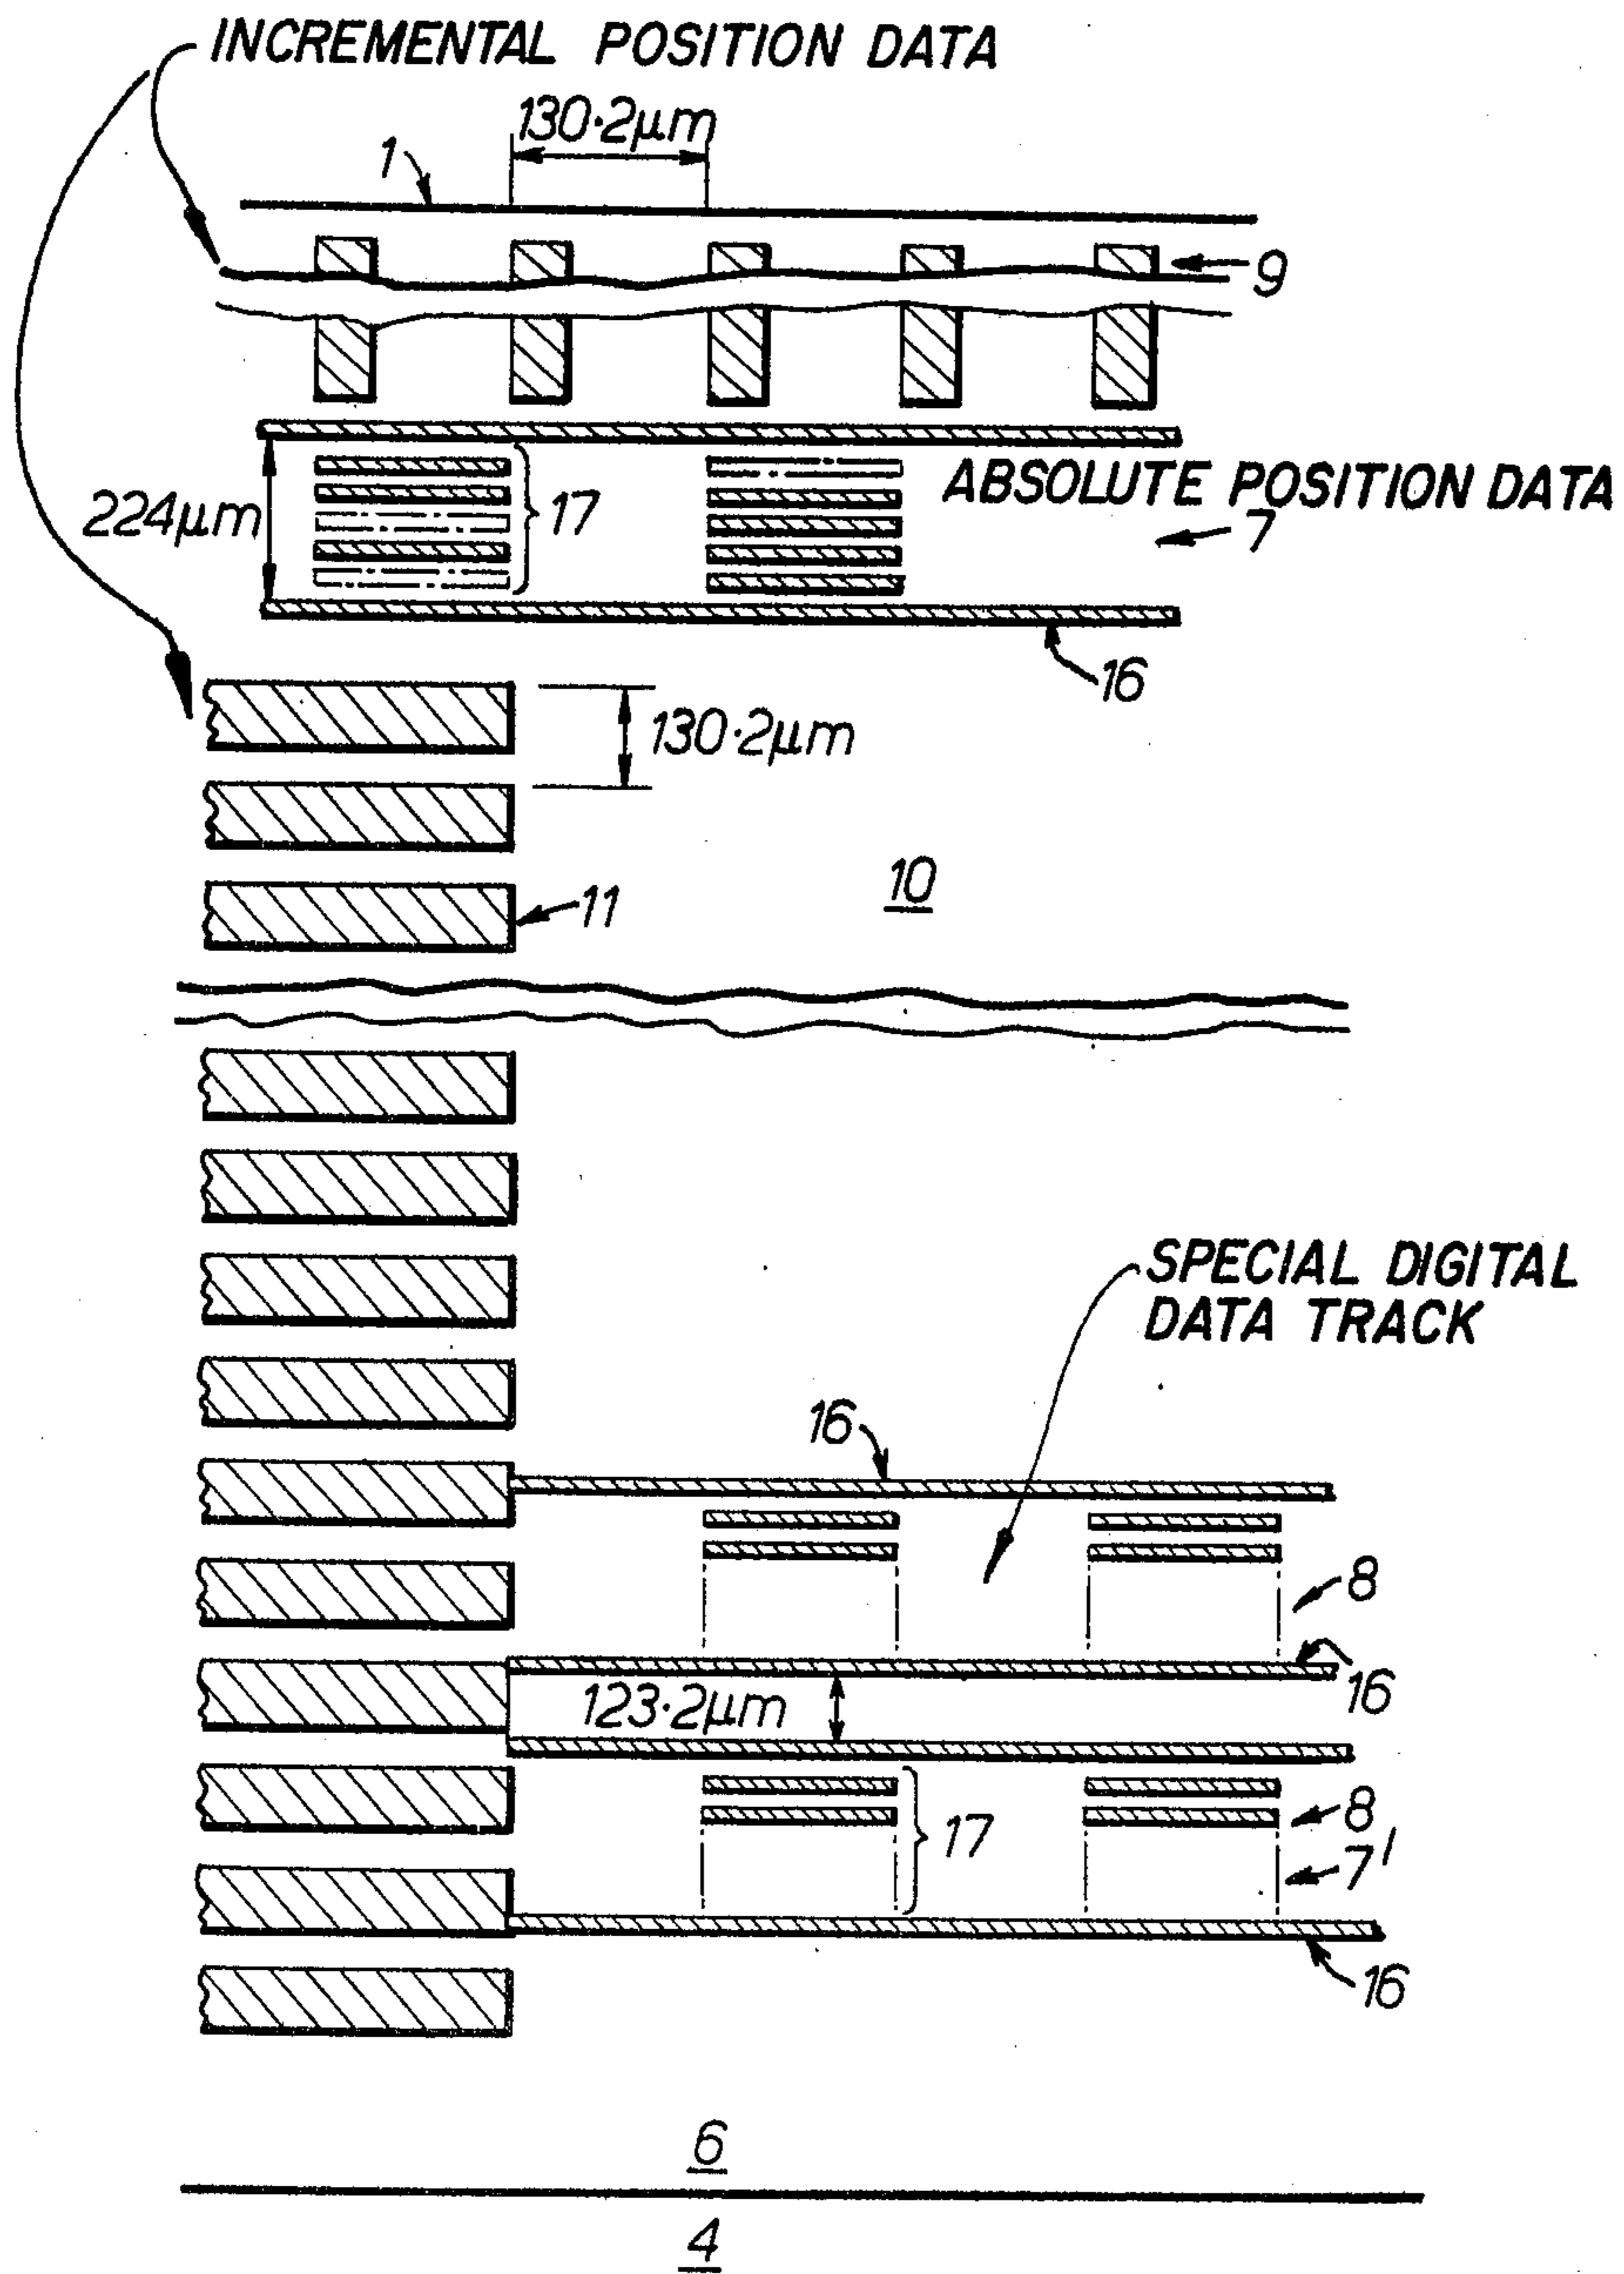 INCREMENTAL POSITION DATA
130·2µm
1
9
17
ABSOLUTE POSITION DATA
224µm
7
16
130·2µm
10
11
SPECIAL DIGITAL
DATA TRACK
16
8
16
123·2µm
8
17
7'
16
6
4